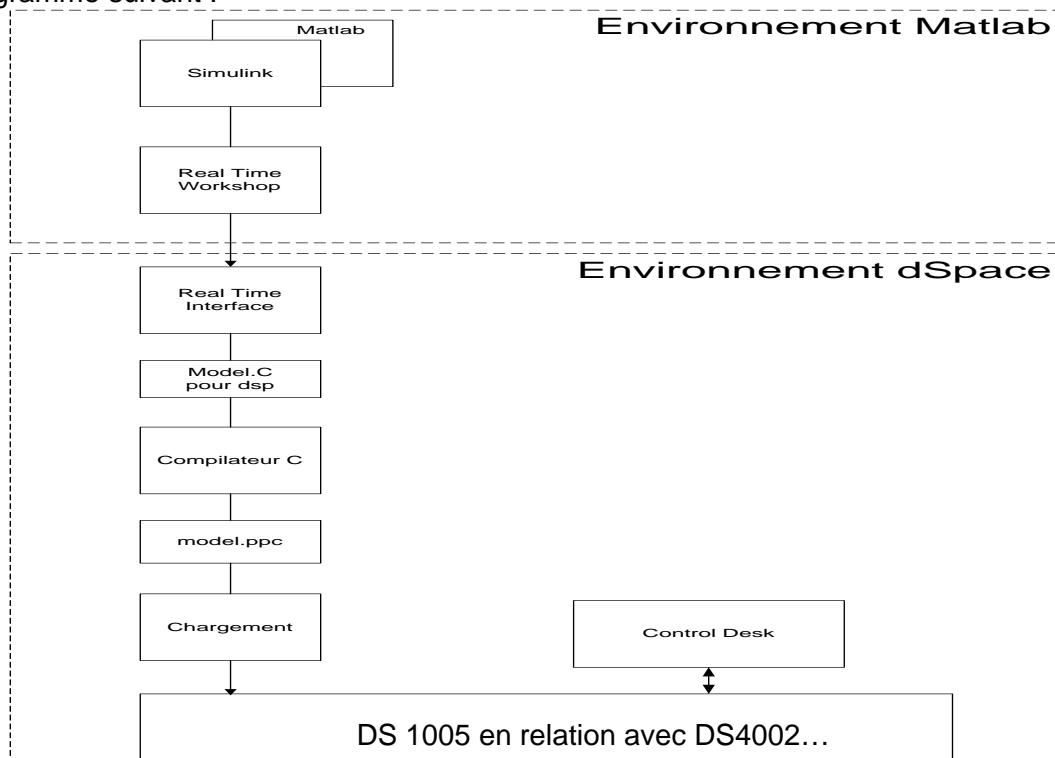 Environnement Matlab
Matlab
Simulink
Real Time
Workshop
Environnement dSpace
Real Time
Interface
Model.C
pour dsp
Compilateur C
model.ppc
Chargement
Control Desk
DS 1005 en relation avec DS4002…